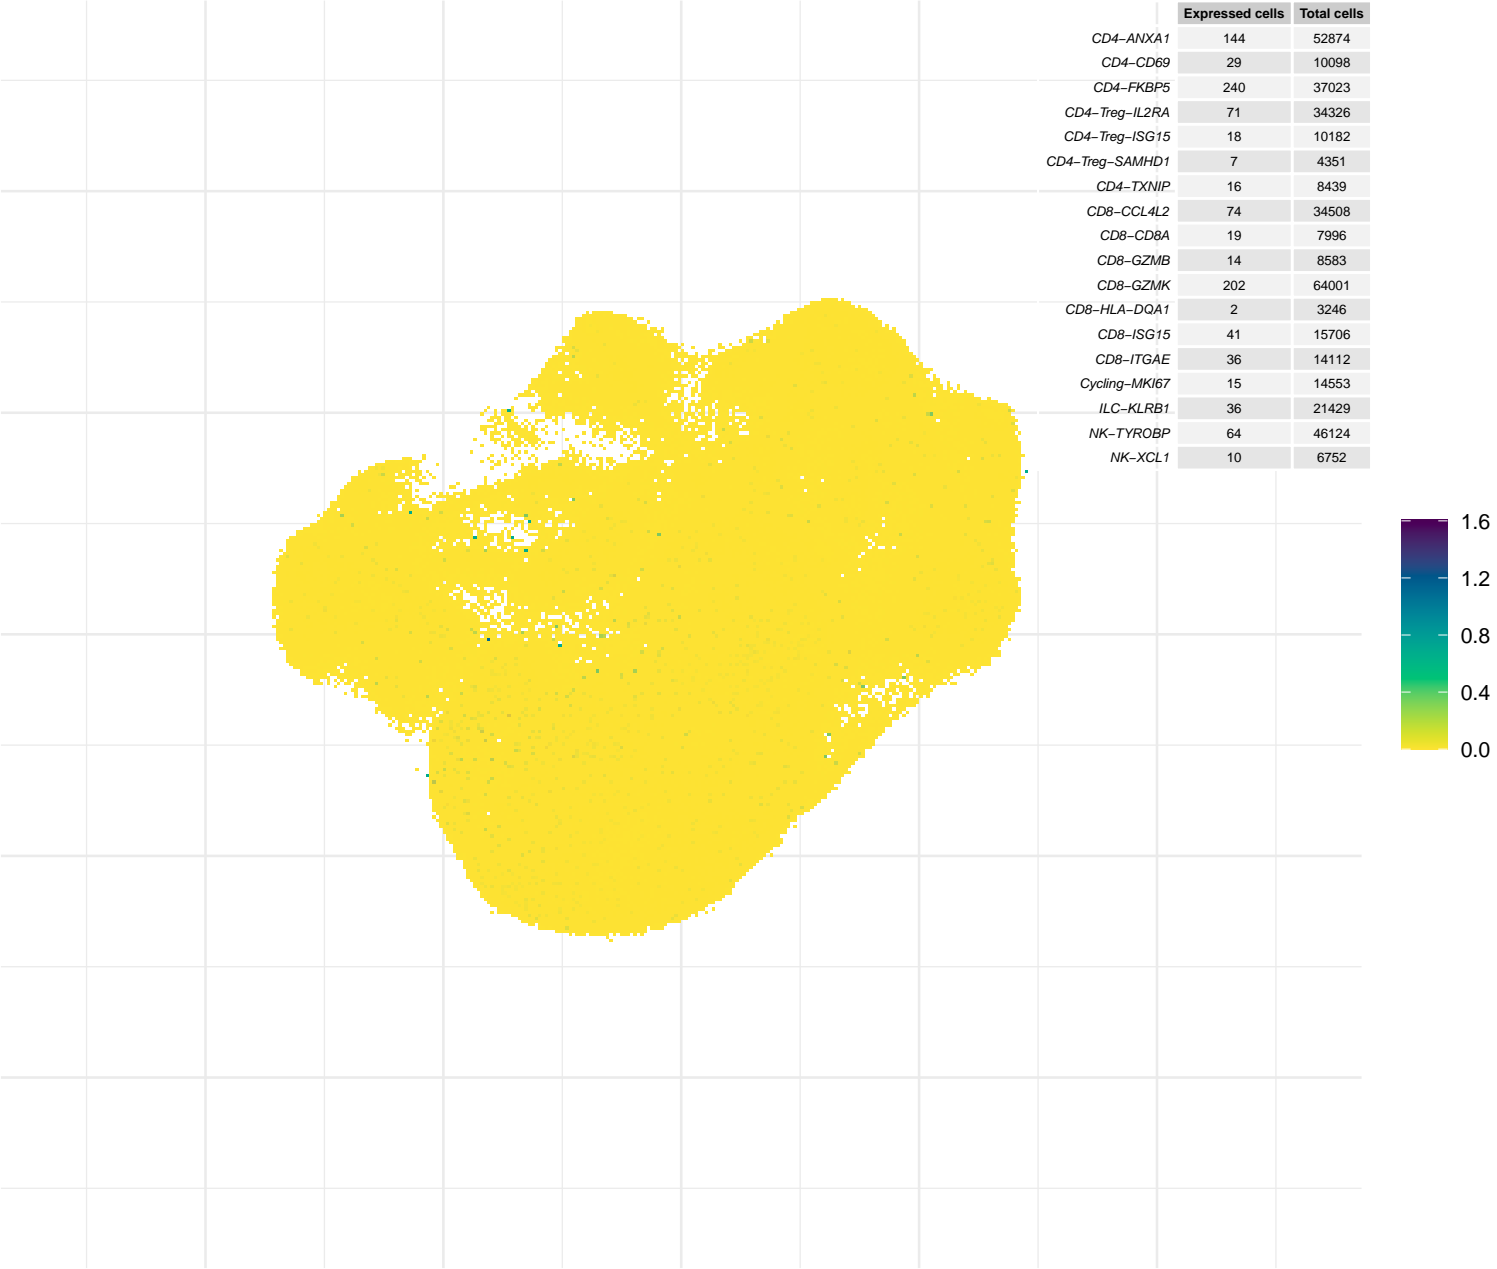 Expressed cells Total cells
CD4−ANXA1 144 52874
CD4−CD69 29 10098
CD4−FKBP5 240 37023
CD4−Treg−IL2RA 71 34326
CD4−Treg−ISG15 18 10182
CD4−Treg−SAMHD1 7 4351
CD4−TXNIP 16 8439
CD8−CCL4L2 74 34508
CD8−CD8A 19 7996
CD8−GZMB 14 8583
CD8−GZMK 202 64001
CD8−HLA−DQA1 2 3246
CD8−ISG15 41 15706
CD8−ITGAE 36 14112
Cycling−MKI67 15 14553
ILC−KLRB1 36 21429
NK−TYROBP 64 46124
NK−XCL1 10 6752
1.6
1.2
0.8
0.4
0.0